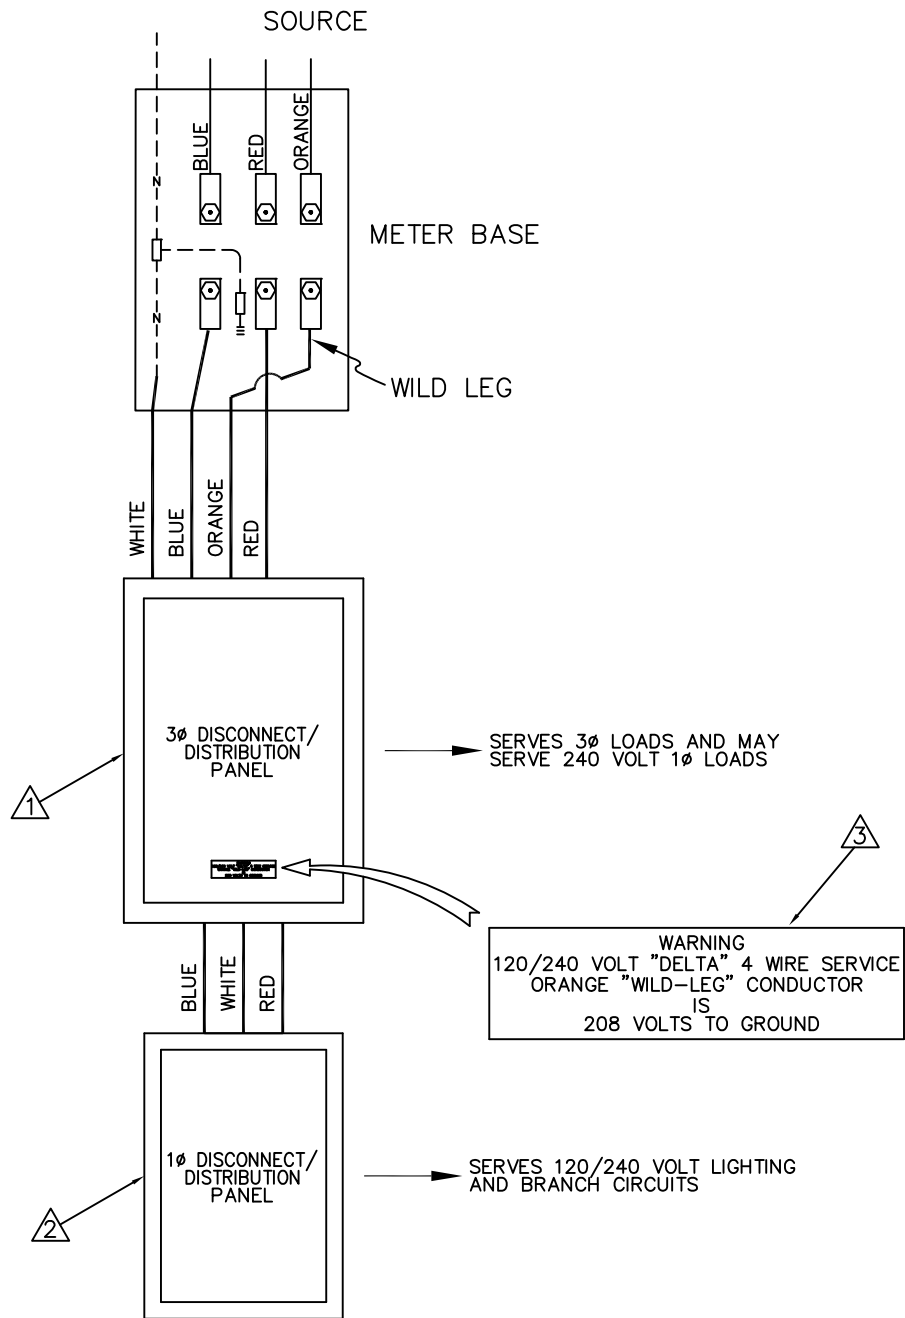 SOURCE
BLUE
RED
ORANGE
N
METER BASE
N
WILD LEG
WHITE
BLUE
ORANGE
RED
3ø DISCONNECT/
DISTRIBUTION
PANEL
SERVES 3ø LOADS AND MAY
SERVE 240 VOLT 1ø LOADS
1
3
WARNING
120/240 VOLT "DELTA" 4 WIRE SERVICE
ORANGE "WILD-LEG" CONDUCTOR
IS
208 VOLTS TO GROUND
BLUE
WHITE
RED
1ø DISCONNECT/
DISTRIBUTION
PANEL
SERVES 120/240 VOLT LIGHTING
AND BRANCH CIRCUITS
2